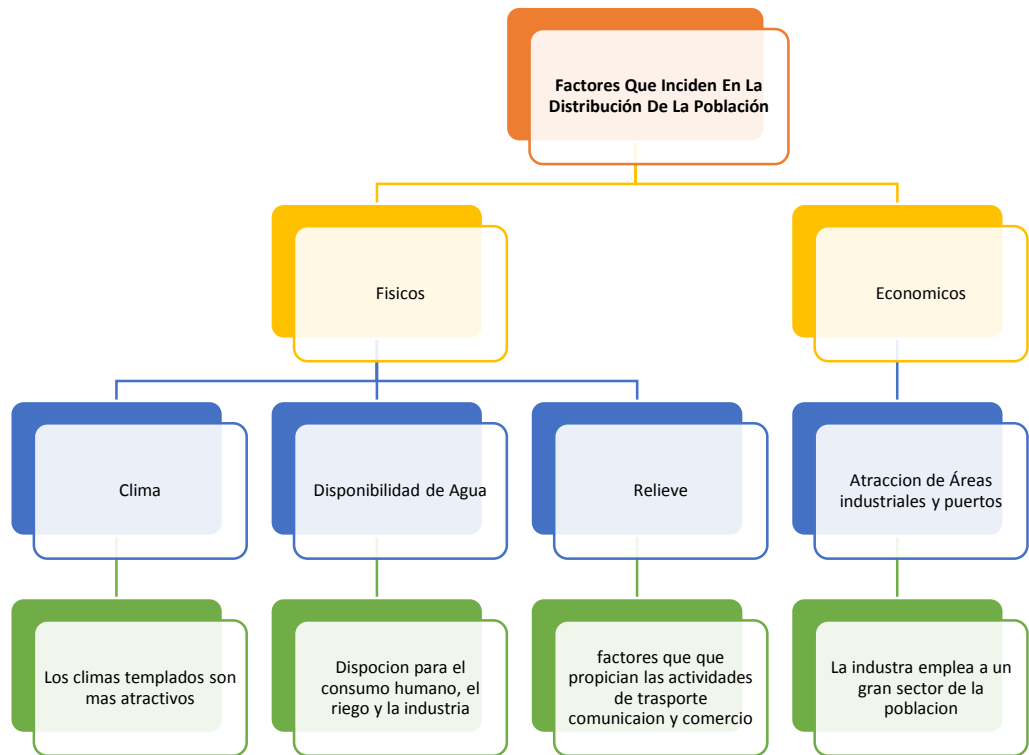 Factores Que Inciden En La
Distribución De La Población
Fisicos
Economicos
Clima
Disponibilidad de Agua
Relieve
Atraccion de Áreas
industriales y puertos
Los climas templados son
mas atractivos
Dispocion para el
consumo humano, el
riego y la industria
factores que que
propician las actividades
de trasporte
comunicaion y comercio
La industra emplea a un
gran sector de la
poblacion